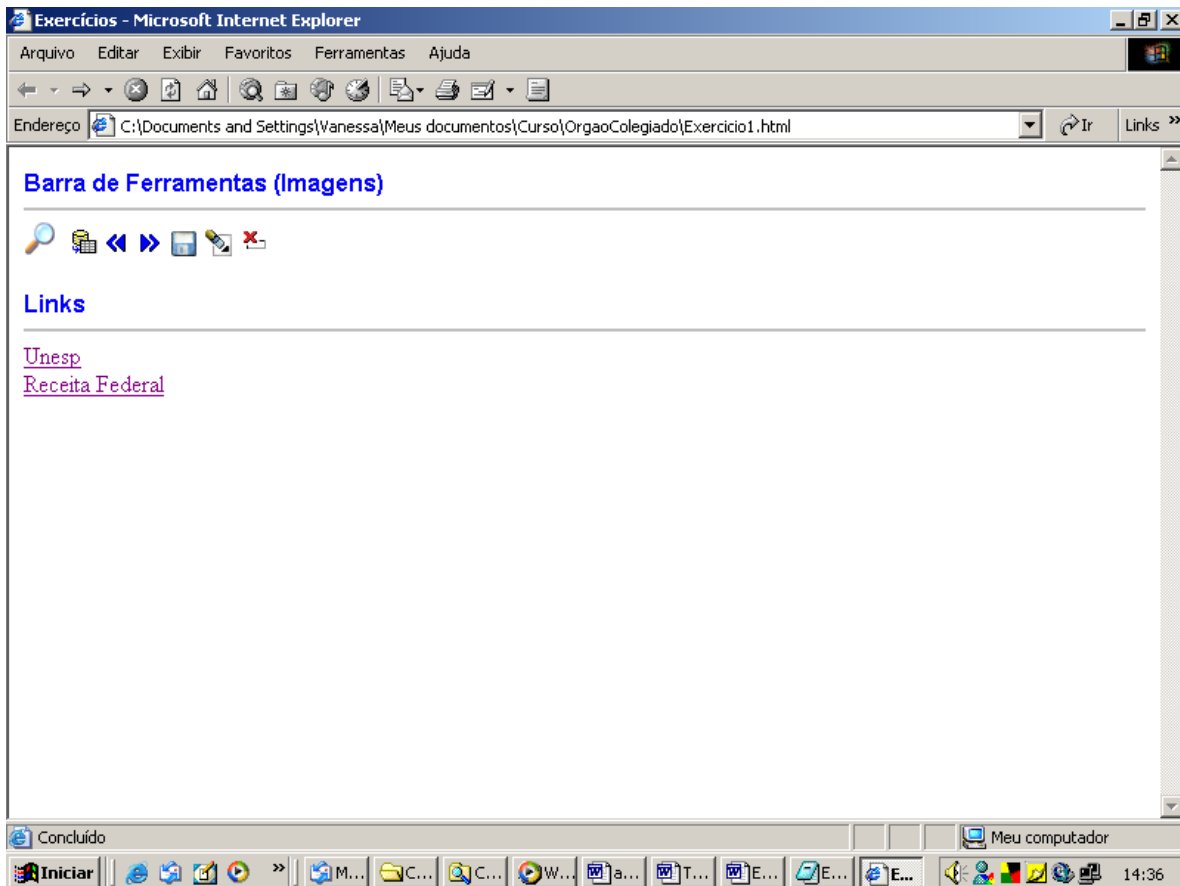 Exercícios - Microsoft Internet Explorer
Arquivo Editar Exibir Favoritos Ferramentas Ajuda
Endereço C:\Documents and Settings\Vanessa\Meus documentos\Curso\OrgaoColegiado\Exercicio1.html Ir Links »
Barra de Ferramentas (Imagens)
Links
Unesp
Receita Federal
Concluído Meu computador
Iniciar » M... C... C... W... a... T... E... E... E... 14:36